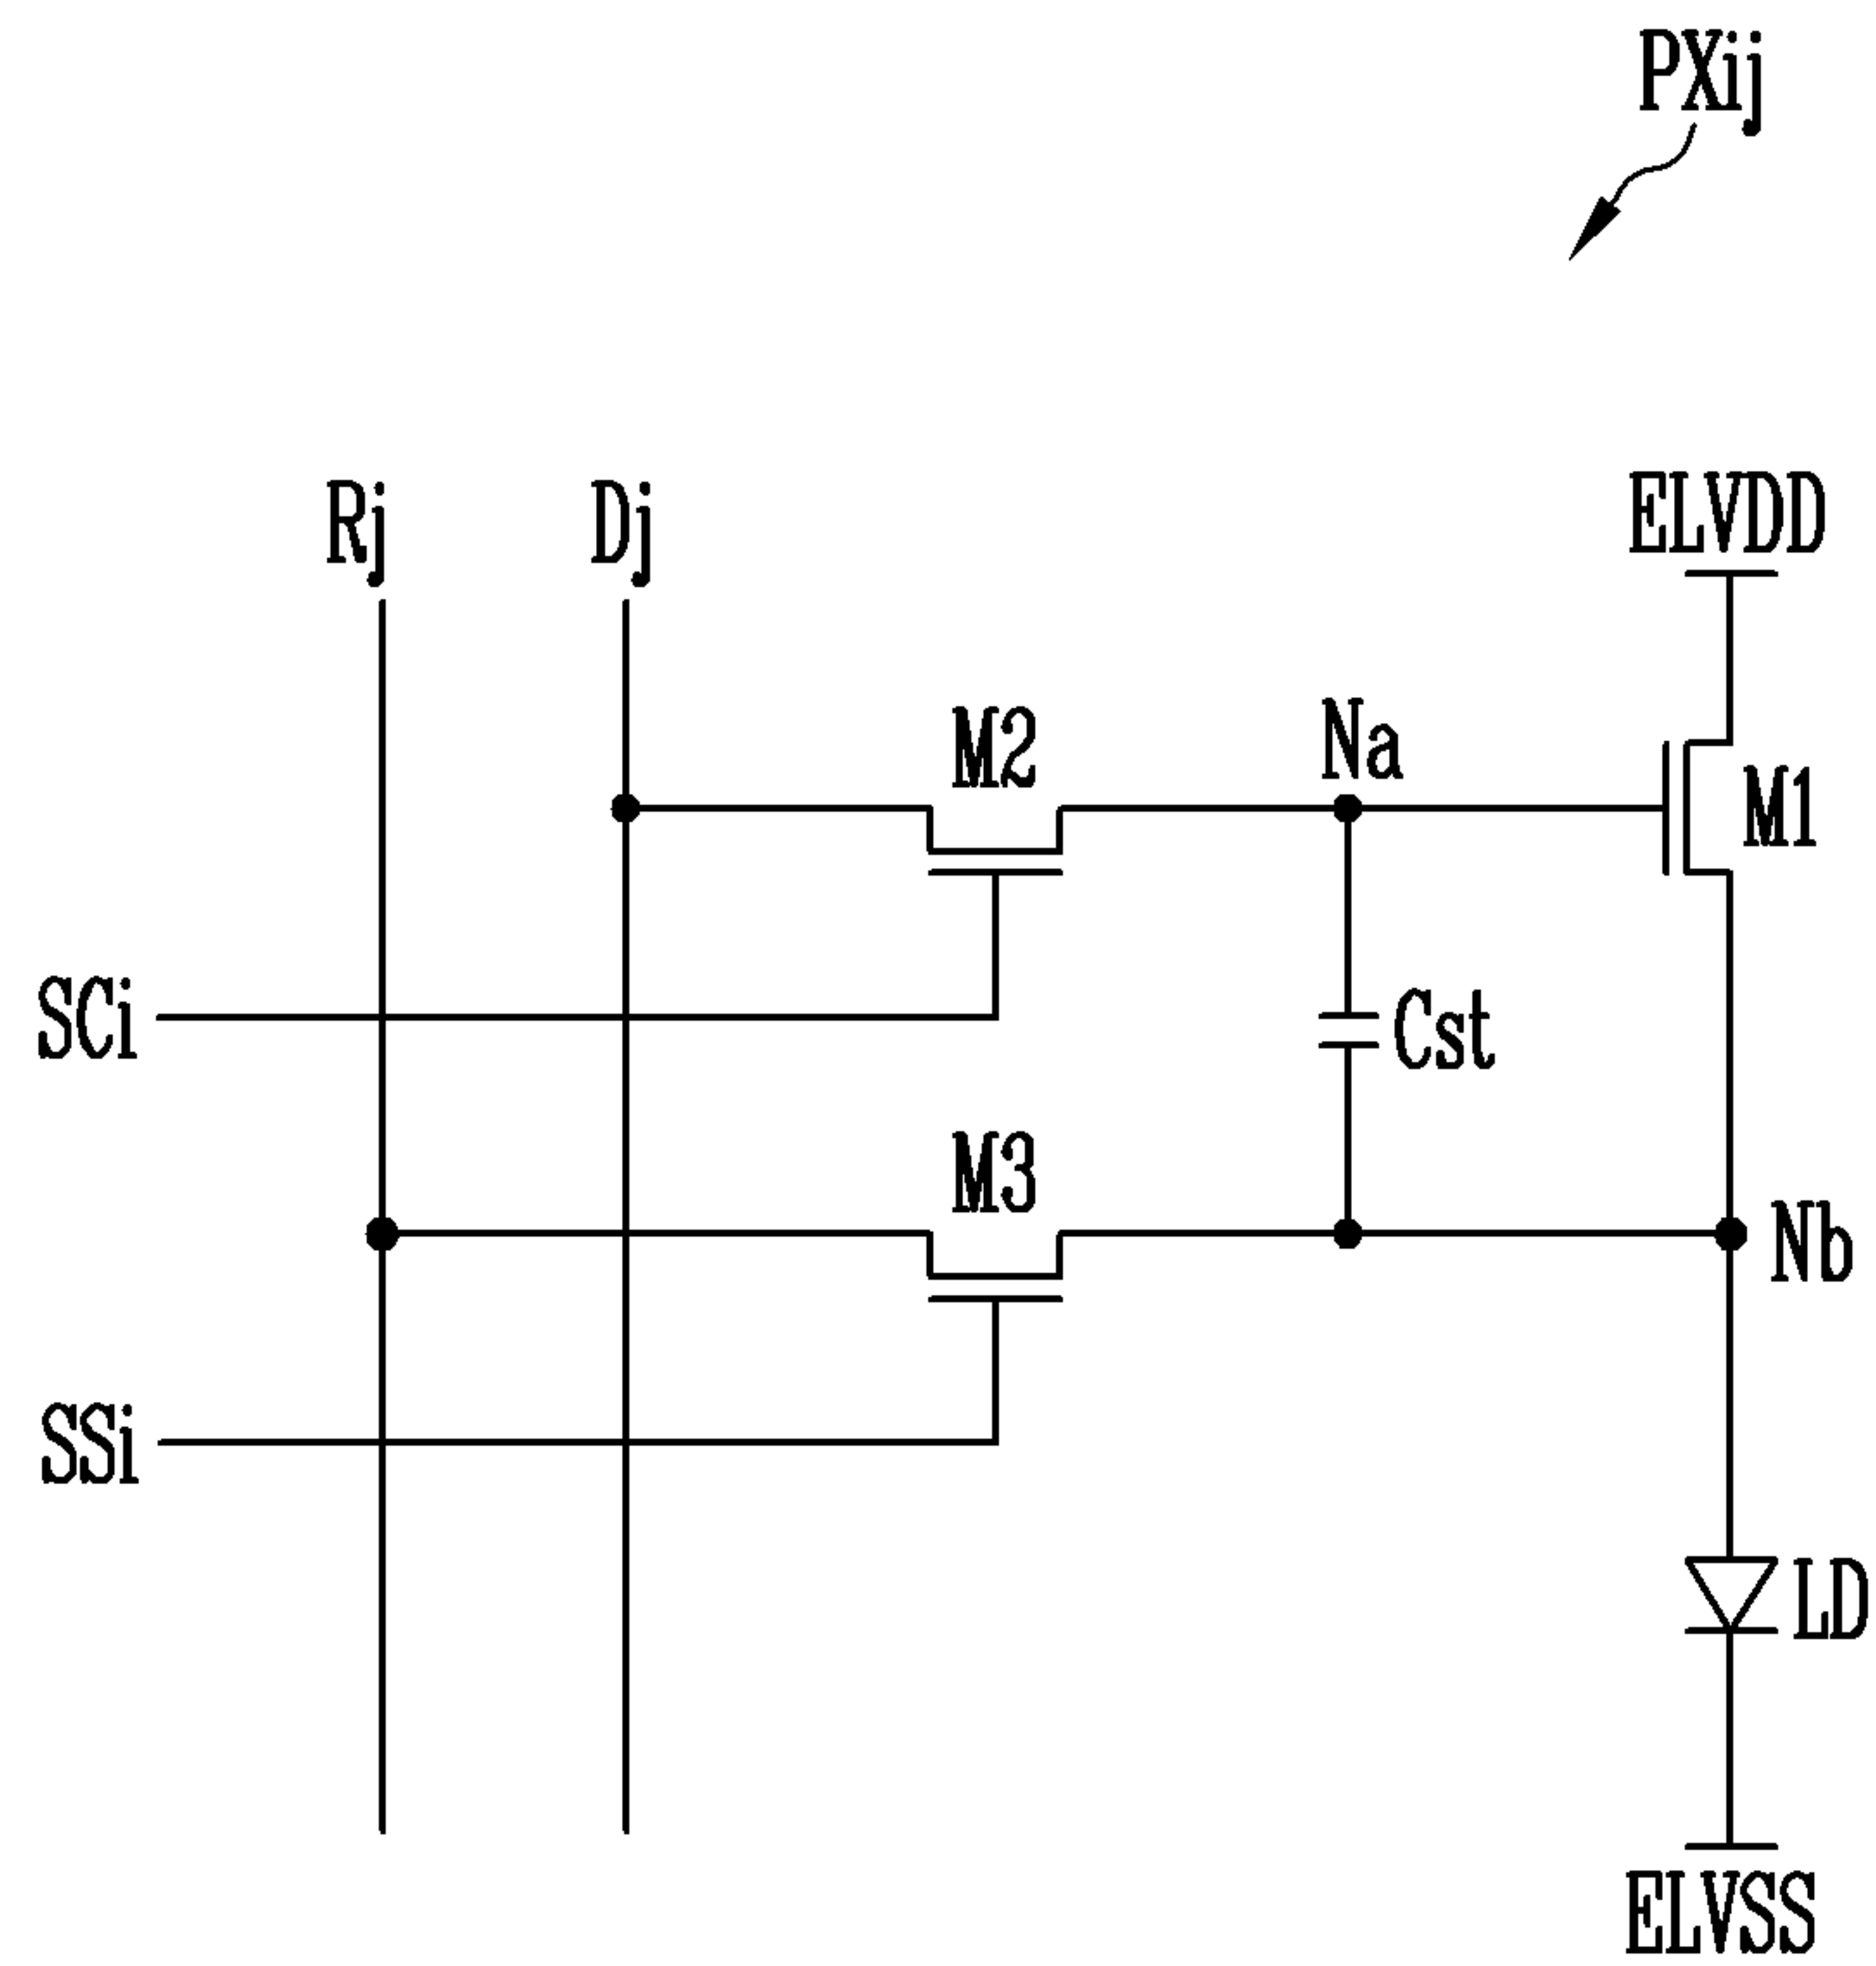 PXij
Rj
Dj
ELVDD
M2
Na
M1
SCi
Cst
M3
Nb
SSi
LD
ELVSS